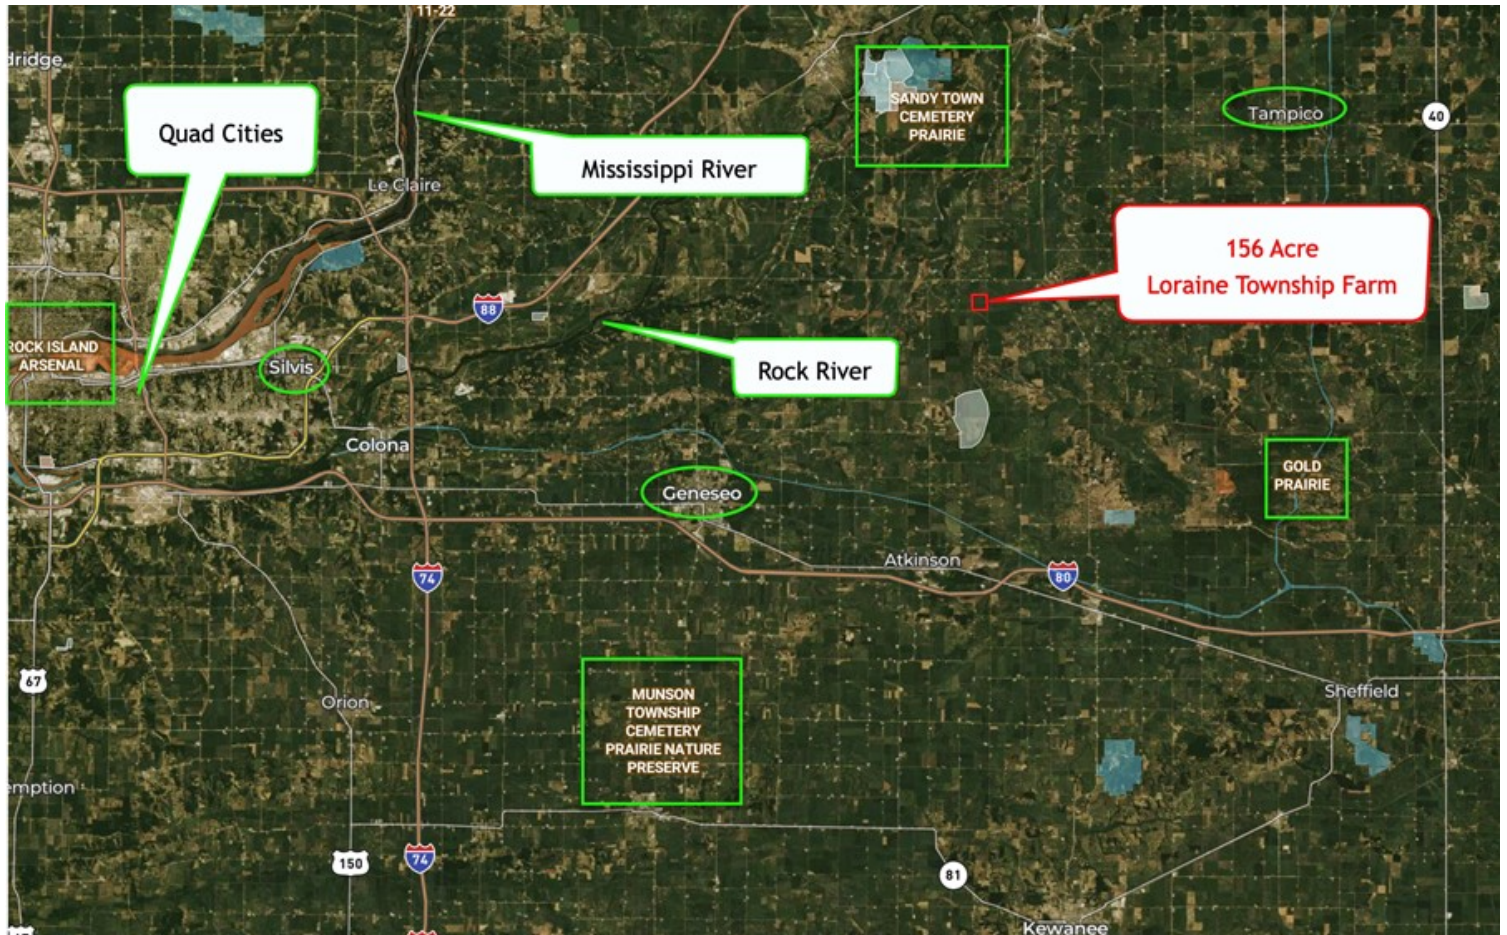 11-22
dridge
Quad Cities
Mississippi River
Le Claire
SANDY TOWN
CEMETERY
PRAIRIE
Tampico
40
156 Acre
Loraine Township Farm
88
ROCK ISLAND
ARSENAL
Silvis
Rock River
Colona
Geneseo
GOLD
PRAIRIE
Atkinson
74
80
67
Orion
MUNSON
TOWNSHIP
CEMETERY
PRAIRIE NATURE
PRESERVE
Sheffield
emption
150
74
81
Kewanee